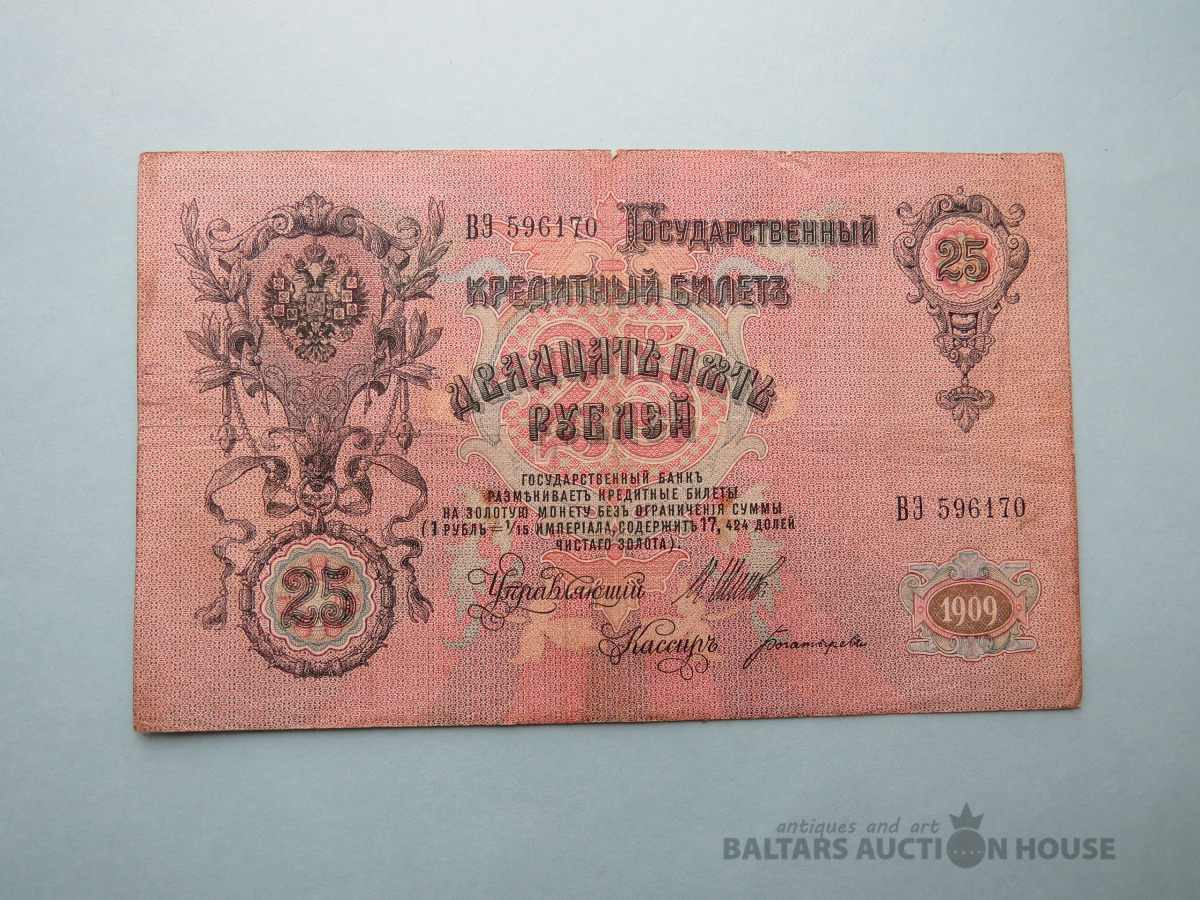 ВЭ 596170 Государственный
Кредитный Билетъ
25
Двадцать Пять
Рублей
25
Государственный Банкъ
размѣниваетъ кредитные билеты
на золотую монету безъ ограниченія суммы
(1 рубль = 1/15 имперіала, содержитъ 17,424 долей
чистаго золота).
ВЭ 596170
25
Управляющій
1909
Кассиръ
antiques and art
BALTARS AUCTION HOUSE